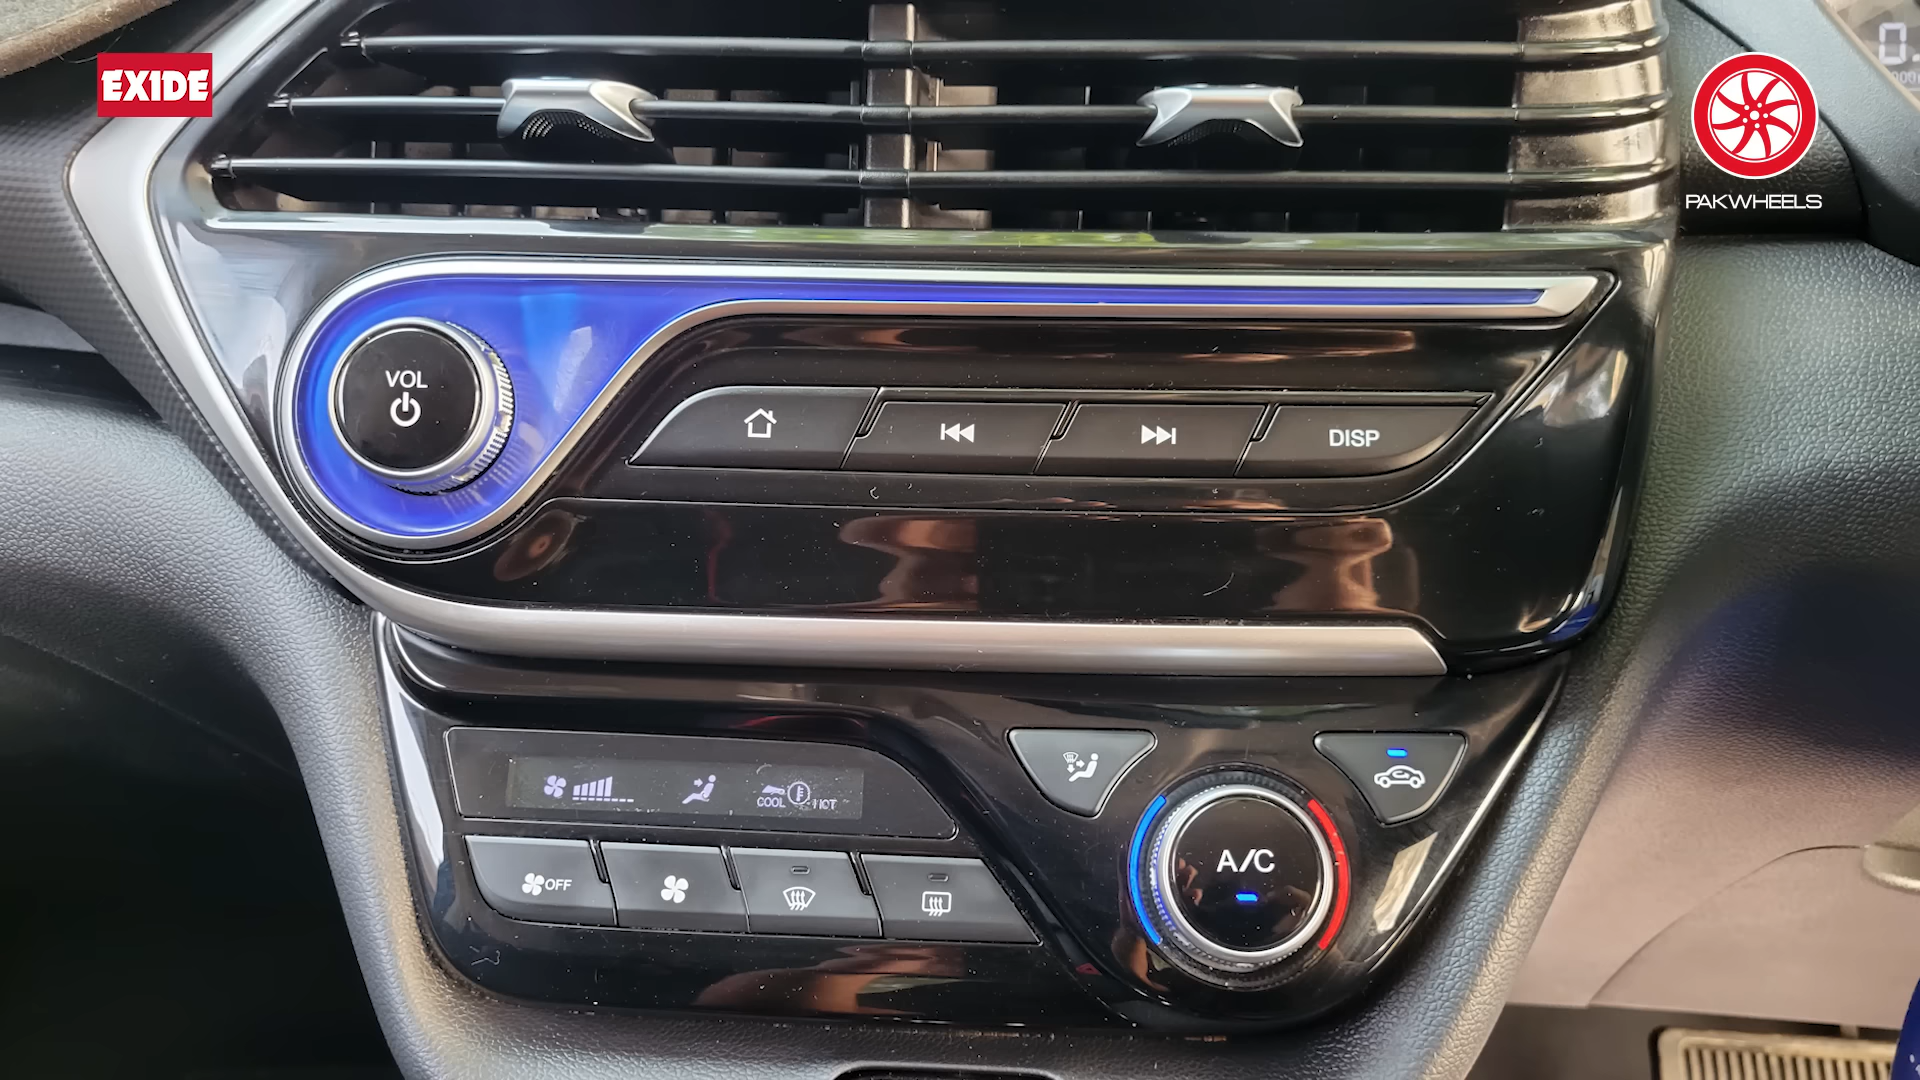 EXIDE
PAKWHEELS
VOL
DISP
COOL HOT
OFF
A/C